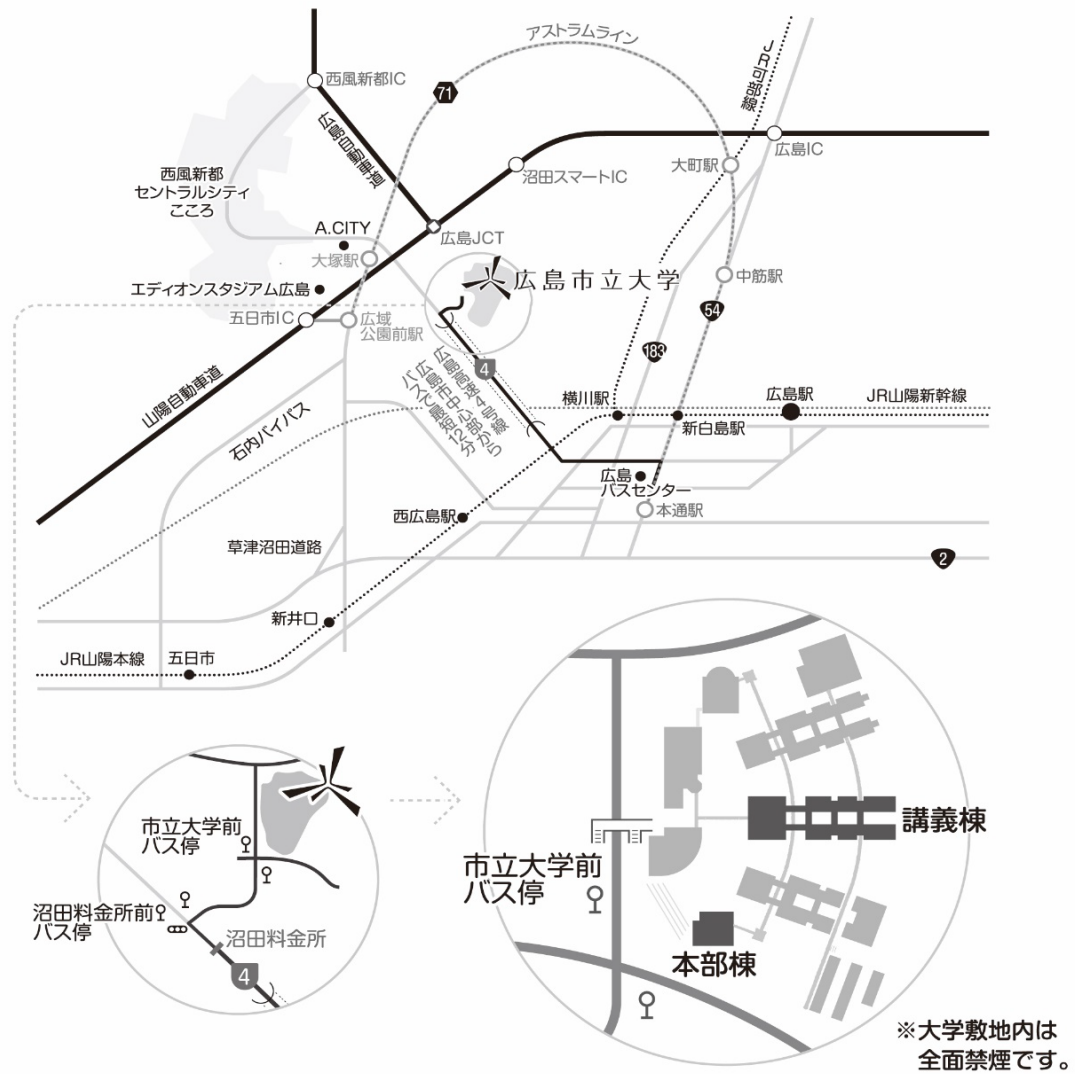 アストラムライン
JR可部線
西風新都IC
71
広島自動車道
広島IC
大町駅
沼田スマートIC
西風新都
セントラルシティ
こころ
A.CITY
広島JCT
大塚駅
広島市立大学
中筋駅
エディオンスタジアム広島
五日市IC
広域
公園前駅
54
183
4
広島高速4号線なら
広島市中心部から
バスで最短12分
山陽自動車道
石内バイパス
横川駅
広島駅
JR山陽新幹線
新白島駅
広島
バスセンター
本通駅
西広島駅
草津沼田道路
2
新井口
JR山陽本線
五日市
市立大学前
バス停
沼田料金所前
バス停
沼田料金所
4
講義棟
市立大学前
バス停
本部棟
※大学敷地内は
全面禁煙です。